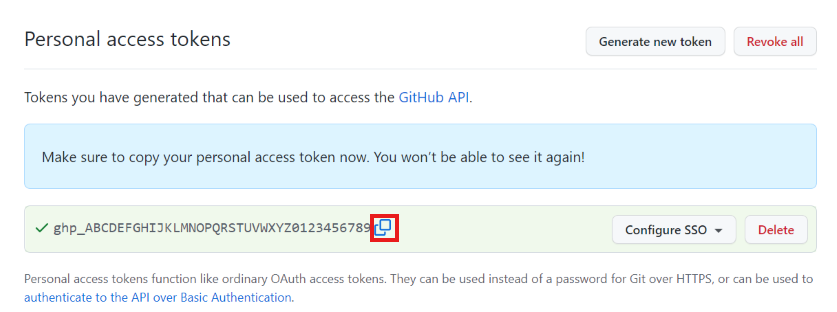 Personal access tokens
Generate new token
Revoke all
Tokens you have generated that can be used to access the GitHub API.
Make sure to copy your personal access token now. You won't be able to see it again!
ghp_ABCDEFGHIJKLMNOPQRSTUVWXYZ0123456789
Configure SSO
Delete
Personal access tokens function like ordinary OAuth access tokens. They can be used instead of a password for Git over HTTPS, or can be used to
authenticate to the API over Basic Authentication.